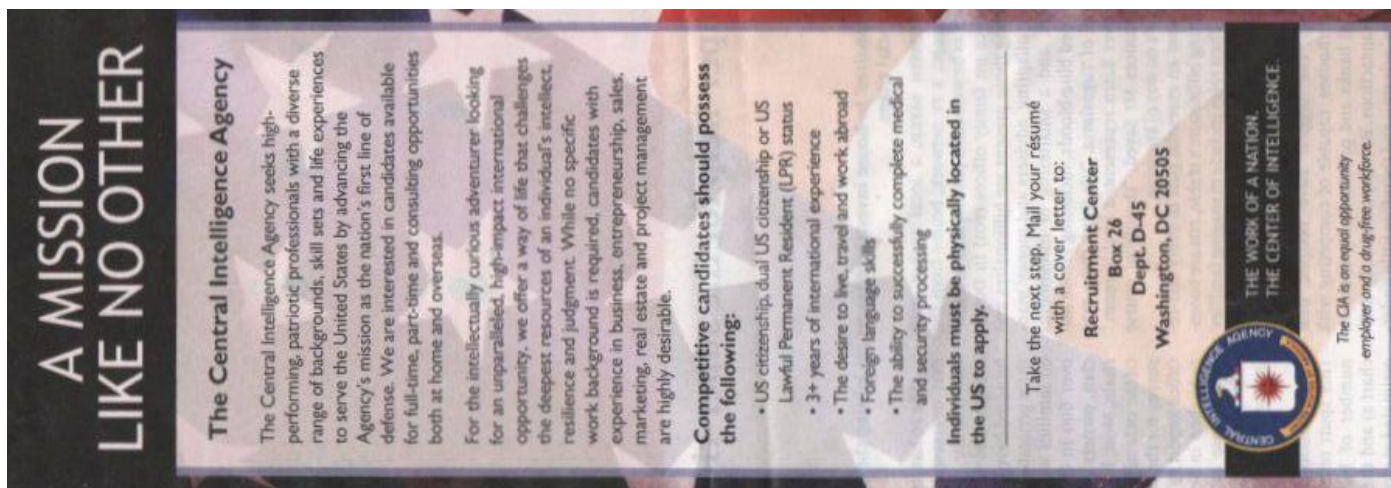 A MISSION
LIKE NO OTHER
The Central Intelligence Agency
The Central Intelligence Agency seeks high-
performing, patriotic professionals with a diverse
range of backgrounds, skill sets and life experiences
to serve the United States by advancing the
Agency's mission as the nation's first line of
defense. We are interested in candidates available
for full-time, part-time and consulting opportunities
both at home and overseas.
For the intellectually curious adventurer looking
for an unparalleled, high-impact international
opportunity, we offer a way of life that challenges
the deepest resources of an individual's intellect,
resilience and judgment. While no specific
work background is required, candidates with
experience in business, entrepreneurship, sales,
marketing, real estate and project management
are highly desirable.
Competitive candidates should possess
the following:
• US citizenship, dual US citizenship or US
Lawful Permanent Resident (LPR) status
• 3+ years of international experience
• The desire to live, travel and work abroad
• Foreign language skills
• The ability to successfully complete medical
and security processing
Individuals must be physically located in
the US to apply.
Take the next step. Mail your résumé
with a cover letter to:
Recruitment Center
Box 26
Dept. D-45
Washington, DC 20505
CENTRAL INTELLIGENCE AGENCY
THE WORK OF A NATION.
THE CENTER OF INTELLIGENCE.
The CIA is an equal opportunity
employer and a drug-free workforce.